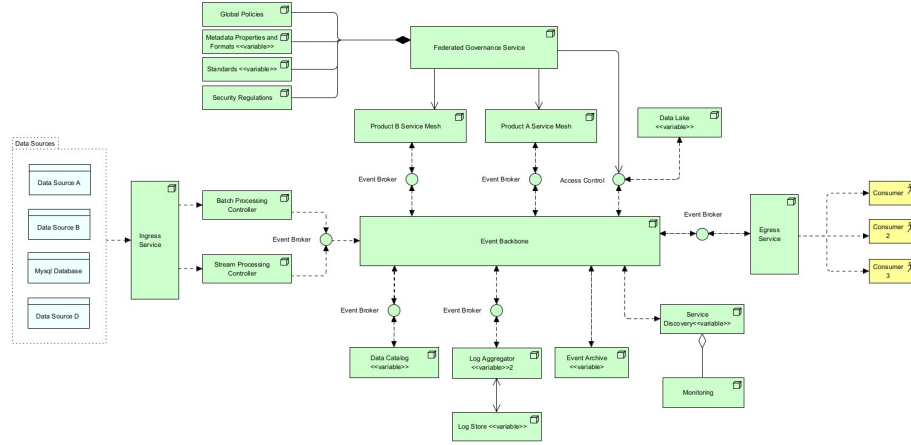 Global Policies
Metadata Properties and
Formats <<variable>>
Standards <<variable>>
Security Regulations
Federated Governance Service
Product B Service Mesh
Product A Service Mesh
Data Lake
<<variable>>
Event Broker
Event Broker
Access Control
Data Sources
Data Source A
Data Source B
Mysql Database
Data Source D
Ingress
Service
Batch Processing
Controller
Stream Processing
Controller
Event Broker
Event Backbone
Event Broker
Egress
Service
Consumer
Consumer
2
Consumer
3
Event Broker
Event Broker
Data Catalog
<<variable>>
Log Aggregator
<<variable>>2
Event Archive
<<variable>
Service
Discovery<<variable>>
Monitoring
Log Store <<variable>>